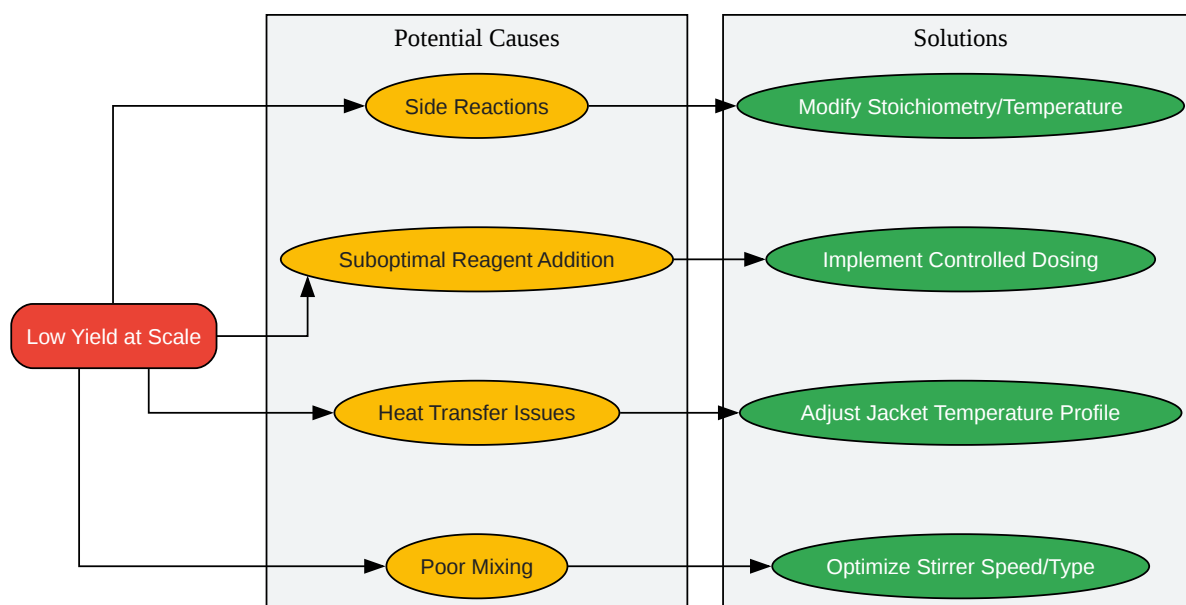 Potential Causes
Solutions
Side Reactions
Modify Stoichiometry/Temperature
Suboptimal Reagent Addition
Implement Controlled Dosing
Low Yield at Scale
Heat Transfer Issues
Adjust Jacket Temperature Profile
Poor Mixing
Optimize Stirrer Speed/Type